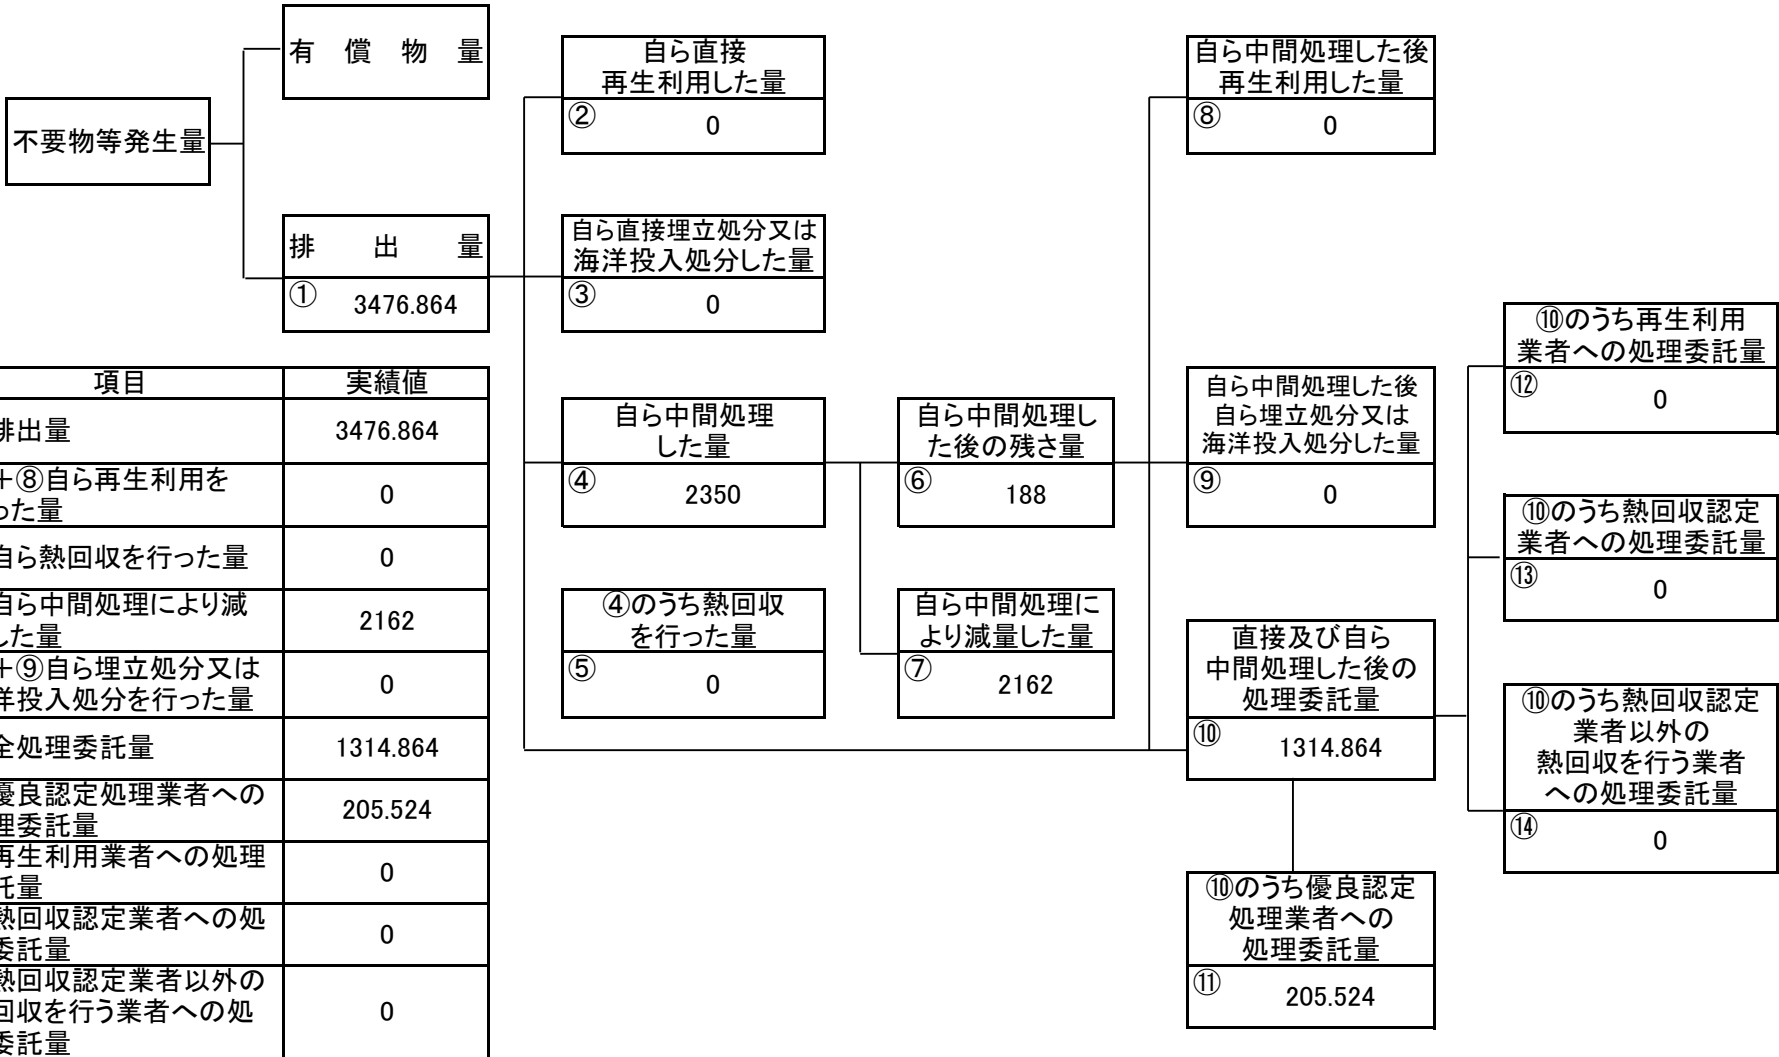 有償物量
不要物等発生量
排出量
① 3476.864
自ら直接
再生利用した量
② 0
自ら直接埋立処分又は
海洋投入処分した量
③ 0
自ら中間処理
した量
④ 2350
④のうち熱回収
を行った量
⑤ 0
自ら中間処理し
た後の残さ量
⑥ 188
自ら中間処理に
より減量した量
⑦ 2162
自ら中間処理した後
再生利用した量
⑧ 0
自ら中間処理した後
自ら埋立処分又は
海洋投入処分した量
⑨ 0
直接及び自ら
中間処理した後の
処理委託量
⑩ 1314.864
⑩のうち優良認定
処理業者への
処理委託量
⑪ 205.524
⑩のうち再生利用
業者への処理委託量
⑫ 0
⑩のうち熱回収認定
業者への処理委託量
⑬ 0
⑩のうち熱回収認定
業者以外の
熱回収を行う業者
への処理委託量
⑭ 0
項目 実績値
排出量 3476.864
+⑧自ら再生利用を
った量 0
自ら熱回収を行った量 0
自ら中間処理により減
した量 2162
+⑨自ら埋立処分又は
洋投入処分を行った量 0
全処理委託量 1314.864
優良認定処理業者への
理委託量 205.524
再生利用業者への処理
託量 0
熱回収認定業者への処
委託量 0
熱回収認定業者以外の
回収を行う業者への処
委託量 0